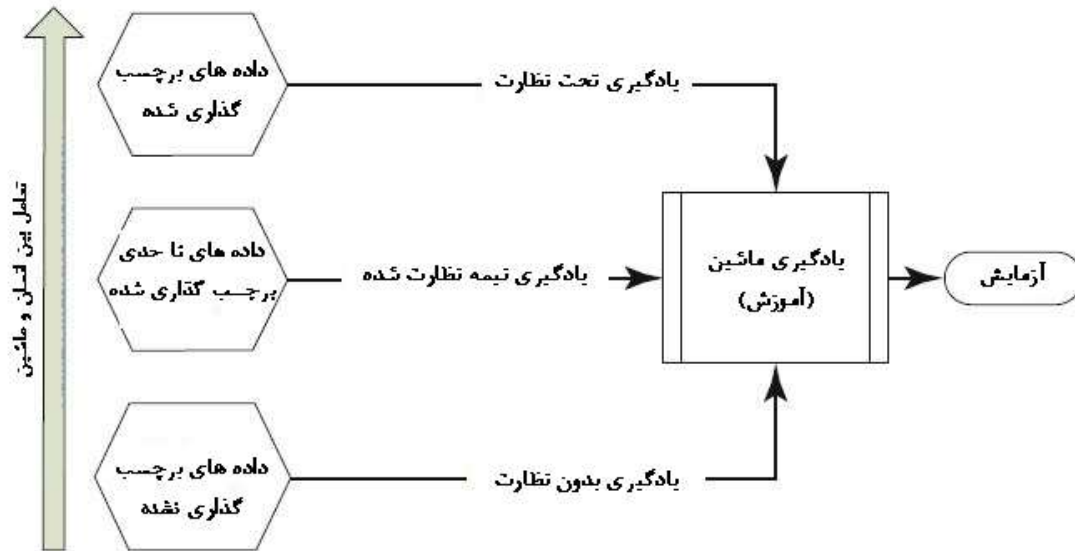 داده های برچسب
گذاری شده
یادگیری تحت نظارت
تعامل بین انسان و ماشین
داده های تا حدی
برچسب گذاری شده
یادگیری نیمه نظارت شده
یادگیری ماشین
(آموزش)
آزمایش
داده های برچسب
گذاری نشده
یادگیری بدون نظارت